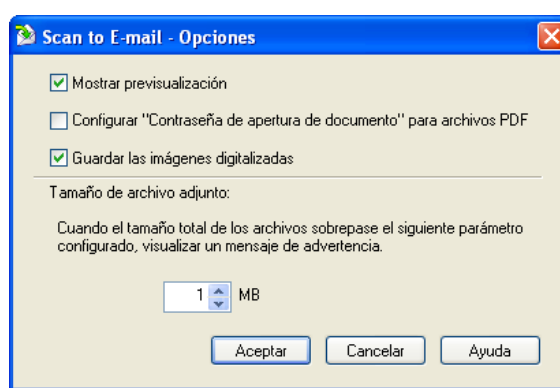 Scan to E-mail - Opciones
Mostrar previsualización
Configurar "Contraseña de apertura de documento" para archivos PDF
Guardar las imágenes digitalizadas
Tamaño de archivo adjunto:
Cuando el tamaño total de los archivos sobrepase el siguiente parámetro
configurado, visualizar un mensaje de advertencia.
1 MB
Aceptar Cancelar Ayuda